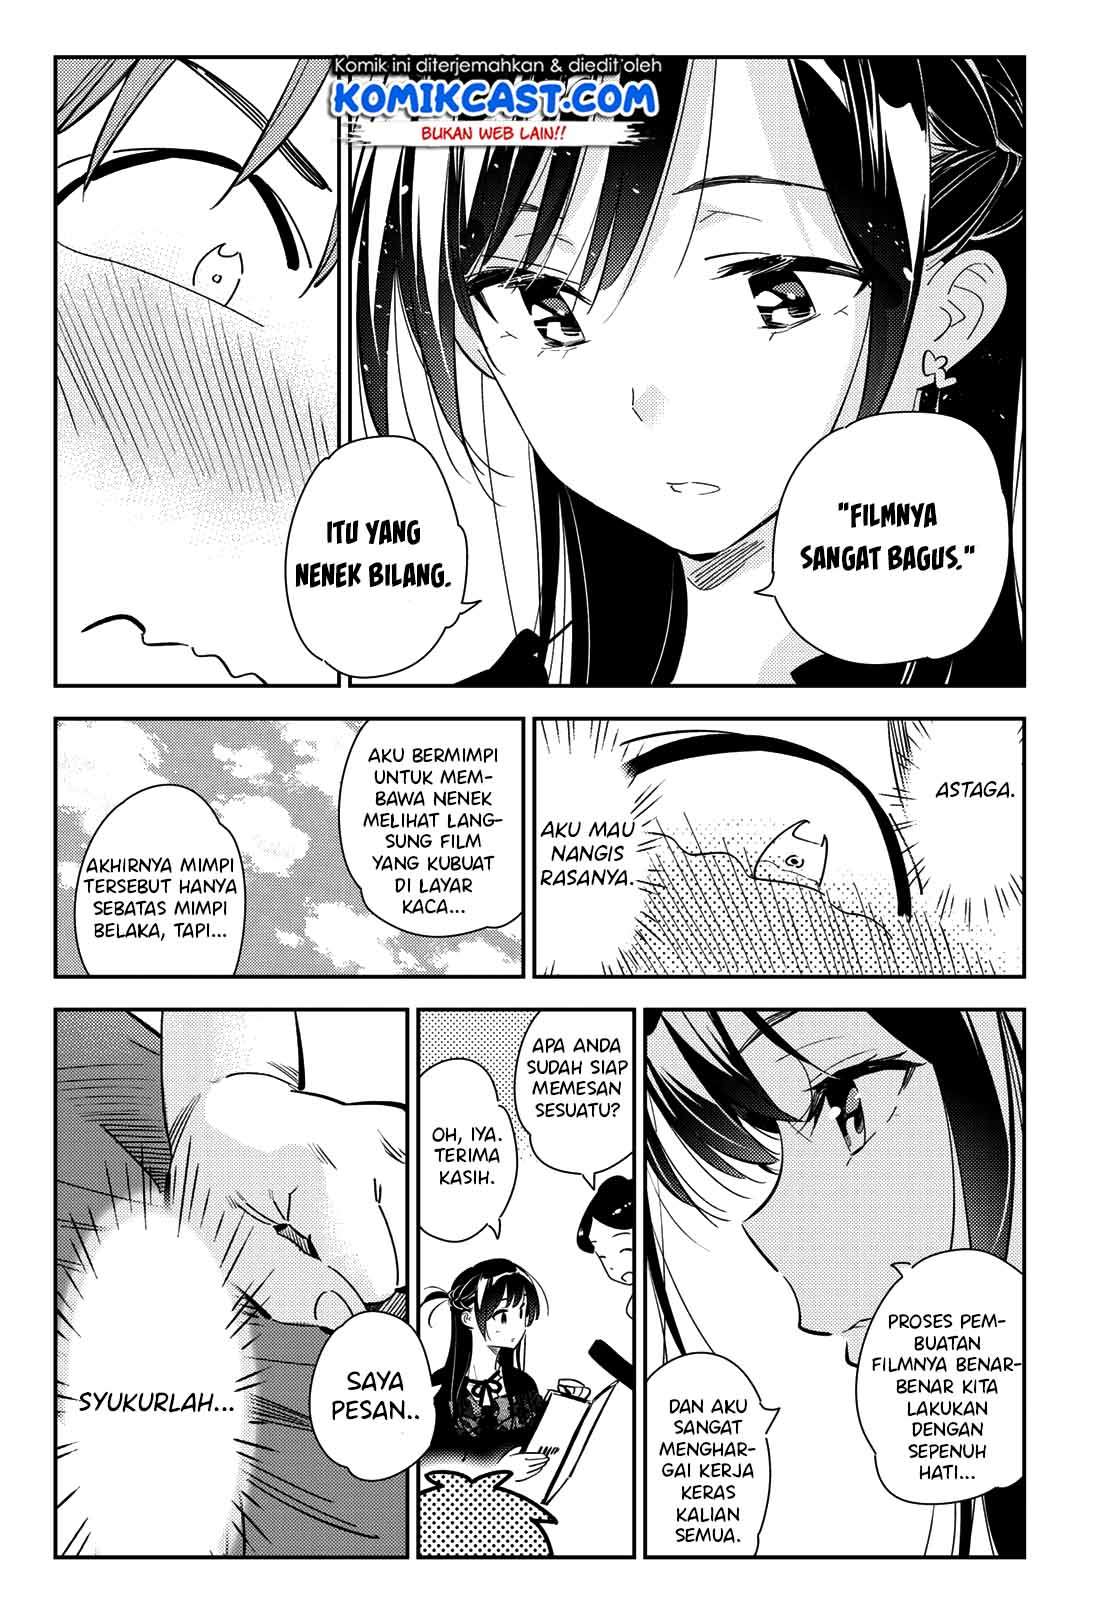 Komik ini diterjemahkan & diedit oleh
KOMIKCAST.COM
BUKAN WEB LAIN!!
"FILMNYA
SANGAT BAGUS."
ITU YANG
NENEK BILANG.
ASTAGA.
AKU MAU
NANGIS
RASANYA.
AKU BERMIMPI
UNTUK MEM-
BAWA NENEK
MELIHAT LANG-
SUNG FILM
YANG KUBUAT
DI LAYAR
KACA...
AKHIRNYA MIMPI
TERSEBUT HANYA
SEBATAS MIMPI
BELAKA, TAPI...
PROSES PEM-
BUATAN
FILMNYA BENAR-
BENAR KITA
LAKUKAN
DENGAN
SEPENUH
HATI...
DAN AKU
SANGAT
MENGHAR-
GAI KERJA
KERAS
KALIAN
SEMUA.
APA ANDA
SUDAH SIAP
MEMESAN
SESUATU?
OH, IYA.
TERIMA
KASIH.
SAYA
PESAN..
SYUKURLAH...